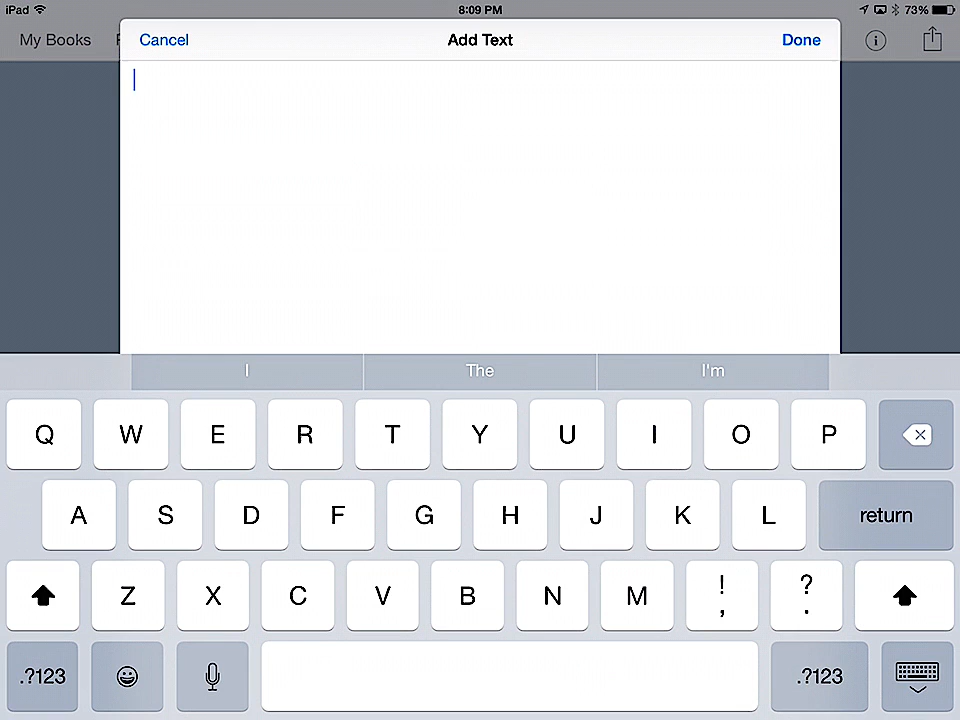 iPad 8:09 PM 73%
My Books Cancel Add Text Done
I The I'm
Q W E R T Y U I O P
A S D F G H J K L return
Z X C V B N M ! , ? .
.?123 .?123